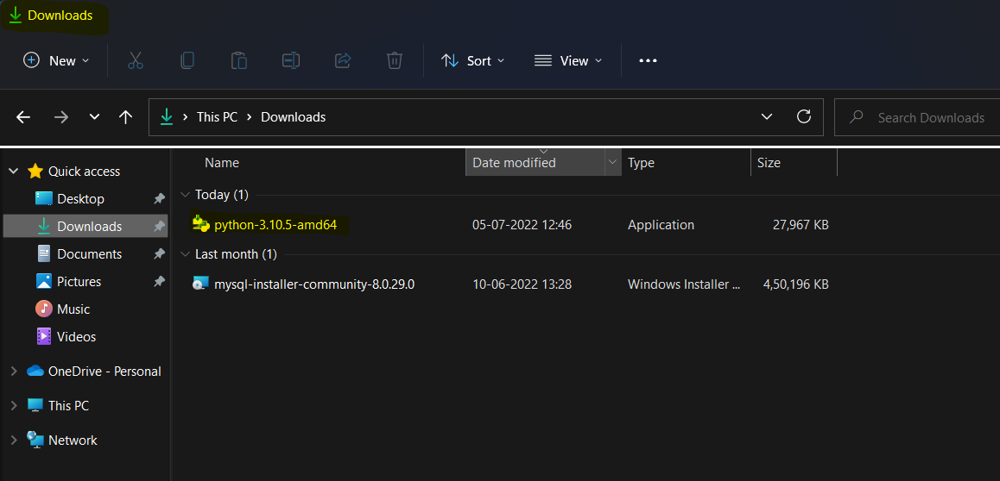 Downloads
New Sort View
This PC Downloads Search Downloads
Name Date modified Type Size
Quick access
Desktop
Downloads
Documents
Pictures
Music
Videos
OneDrive - Personal
This PC
Network
Today (1)
python-3.10.5-amd64 05-07-2022 12:46 Application 27,967 KB
Last month (1)
mysql-installer-community-8.0.29.0 10-06-2022 13:28 Windows Installer ... 4,50,196 KB